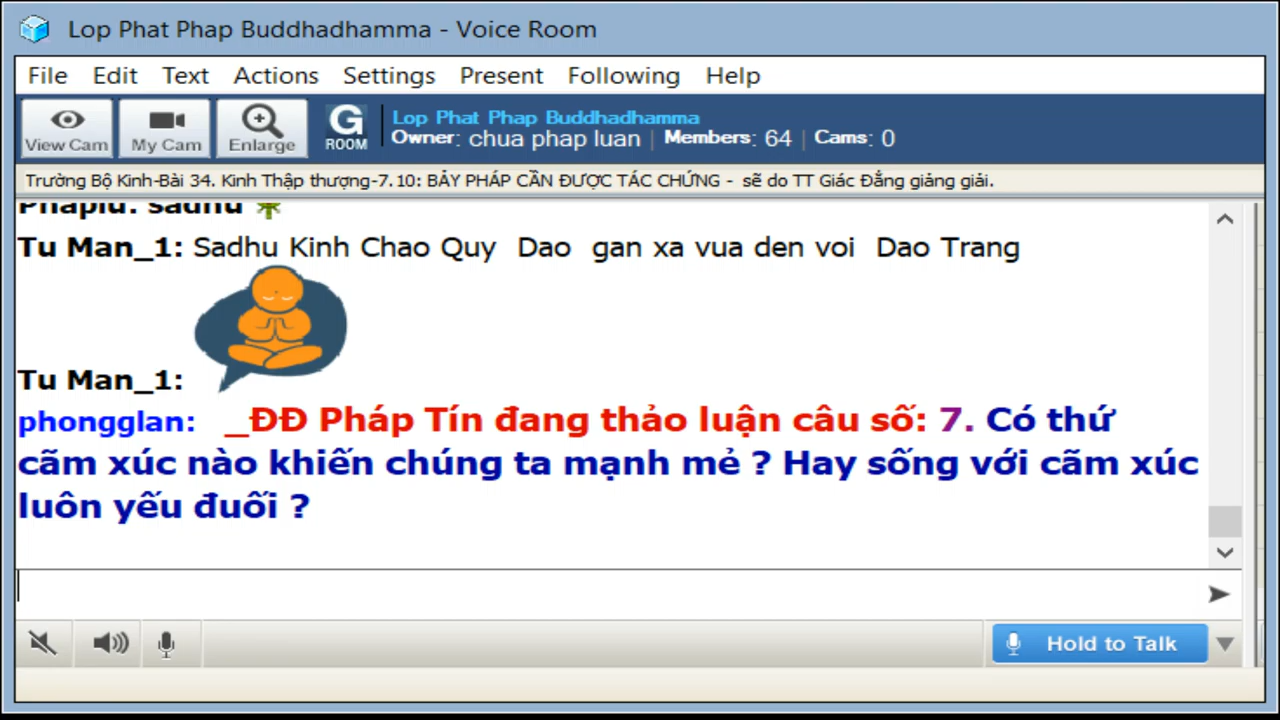 Lop Phat Phap Buddhadhamma - Voice Room
File Edit Text Actions Settings Present Following Help
View Cam My Cam Enlarge G ROOM
Lop Phat Phap Buddhadhamma
Owner: chua phap luan | Members: 64 | Cams: 0
Trường Bộ Kinh-Bài 34. Kinh Thập thượng-7.10: BẢY PHÁP CẦN ĐƯỢC TÁC CHỨNG - sẽ do TT Giác Đẳng giảng giải.
Phaplu: sadhu
Tu Man_1: Sadhu Kinh Chao Quy Dao gan xa vua den voi Dao Trang
Tu Man_1:
phongglan: _ĐĐ Pháp Tín đang thảo luận câu số: 7. Có thứ
cãm xúc nào khiến chúng ta mạnh mẻ ? Hay sống với cãm xúc
luôn yếu đuối ?
Hold to Talk